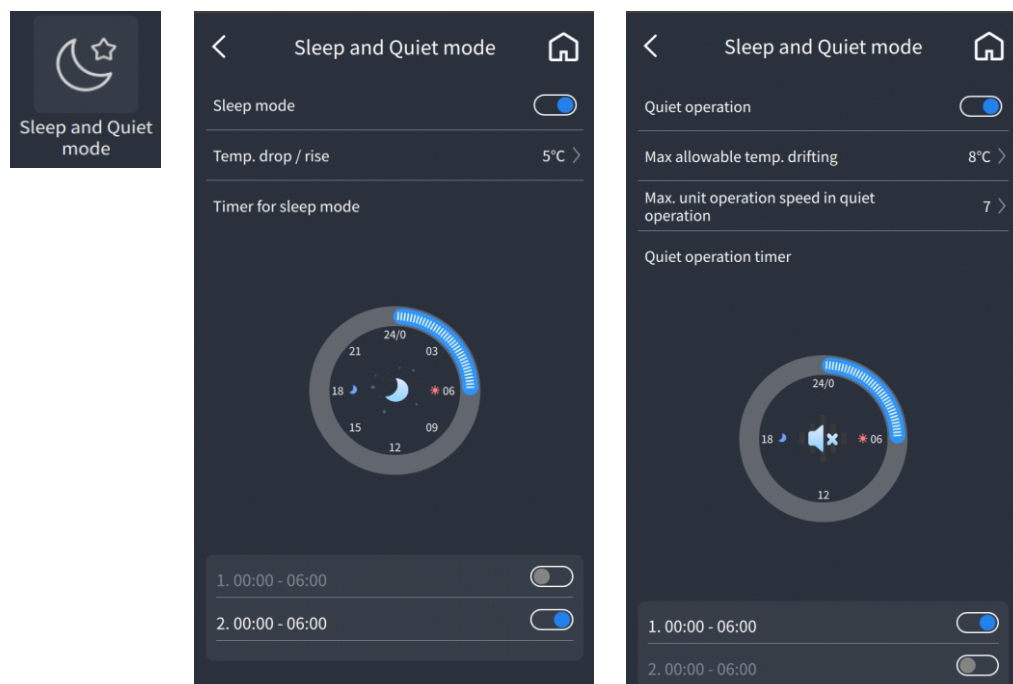 Sleep and Quiet
mode
Sleep and Quiet mode
Sleep mode
Temp. drop / rise
5°C
Timer for sleep mode
24/0
21
03
18
06
15
09
12
1. 00:00 - 06:00
2. 00:00 - 06:00
Sleep and Quiet mode
Quiet operation
Max allowable temp. drifting
8°C
Max. unit operation speed in quiet
operation
7
Quiet operation timer
24/0
18
06
12
1. 00:00 - 06:00
2. 00:00 - 06:00